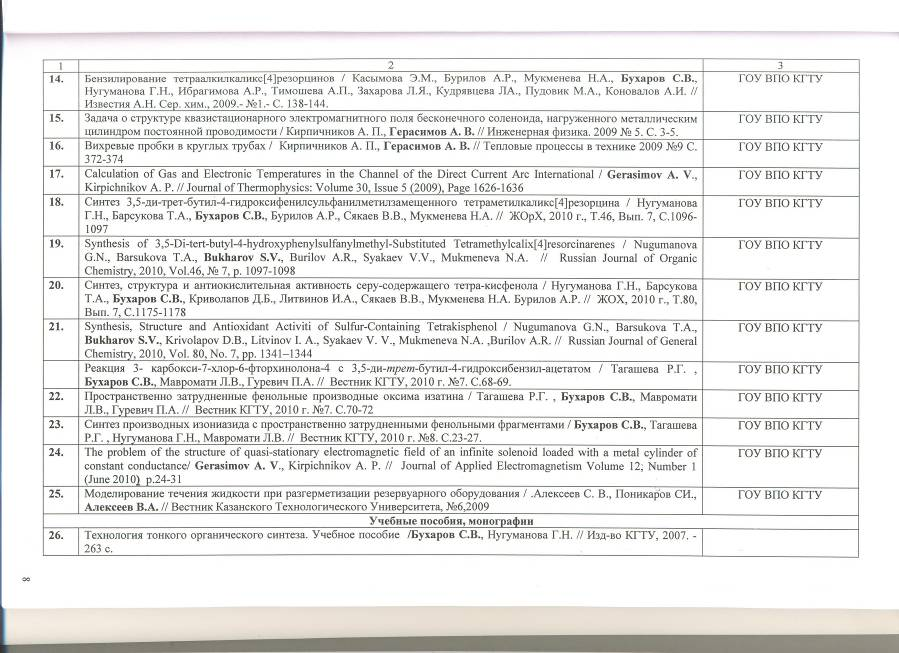 1 2 3
14. Бензилирование тетраалкилкаликс[4]резорцинов / Касымова Э.М., Бурилов А.Р., Мукменева Н.А., Бухаров С.В., ГОУ ВПО КГТУ
Нугуманова Г.Н., Ибрагимова А.Р., Тимошева А.П., Захарова Л.Я., Кудрявцева ЛА., Пудовик М.А., Коновалов А.И. //
Известия А.Н. Сер. хим., 2009.- №1.- С. 138-144.
15. Задача о структуре квазистационарного электромагнитного поля бесконечного соленоида, нагруженного металлическим ГОУ ВПО КГТУ
цилиндром постоянной проводимости / Кирпичников А. П., Герасимов А. В. // Инженерная физика. 2009 № 5. С. 3-5.
16. Вихревые пробки в круглых трубах / Кирпичников А. П., Герасимов А. В. // Тепловые процессы в технике 2009 №9 С. ГОУ ВПО КГТУ
372-374
17. Calculation of Gas and Electronic Temperatures in the Channel of the Direct Current Arc International / Gerasimov A. V., ГОУ ВПО КГТУ
Kirpichnikov A. P. // Journal of Thermophysics: Volume 30, Issue 5 (2009), Page 1626-1636
18. Синтез 3,5-ди-трет-бутил-4-гидроксифенилсульфанилметилзамещенного тетраметилкаликс[4]резорцина / Нугуманова ГОУ ВПО КГТУ
Г.Н., Барсукова Т.А., Бухаров С.В., Бурилов А.Р., Сякаев В.В., Мукменева Н.А. // ЖОрХ, 2010 г., Т.46, Вып. 7, С.1096-
1097
19. Synthesis of 3,5-Di-tert-butyl-4-hydroxyphenylsulfanylmethyl-Substituted Tetramethylcalix[4]resorcinarenes / Nugumanova ГОУ ВПО КГТУ
G.N., Barsukova T.A., Bukharov S.V., Burilov A.R., Syakaev V.V., Mukmeneva N.A. // Russian Journal of Organic
Chemistry, 2010, Vol.46, № 7, p. 1097-1098
20. Синтез, структура и антиокислительная активность серу-содержащего тетра-кисфенола / Нугуманова Г.Н., Барсукова ГОУ ВПО КГТУ
Т.А., Бухаров С.В., Криволапов Д.Б., Литвинов И.А., Сякаев В.В., Мукменева Н.А. Бурилов А.Р. // ЖОХ, 2010 г., Т.80,
Вып. 7, С.1175-1178
21. Synthesis, Structure and Antioxidant Activiti of Sulfur-Containing Tetrakisphenol / Nugumanova G.N., Barsukova T.A., ГОУ ВПО КГТУ
Bukharov S.V., Krivolapov D.B., Litvinov I. A., Syakaev V. V., Mukmeneva N.A. ,Burilov A.R. // Russian Journal of General
Chemistry, 2010, Vol. 80, No. 7, pp. 1341–1344
Реакция 3- карбокси-7-хлор-6-фторхинолона-4 с 3,5-ди-трет-бутил-4-гидроксибензил-ацетатом / Тагашева Р.Г. , ГОУ ВПО КГТУ
Бухаров С.В., Мавромати Л.В., Гуревич П.А. // Вестник КГТУ, 2010 г. №7. С.68-69.
22. Пространственно затрудненные фенольные производные оксима изатина / Тагашева Р.Г. , Бухаров С.В., Мавромати ГОУ ВПО КГТУ
Л.В., Гуревич П.А. // Вестник КГТУ, 2010 г. №7. С.70-72
23. Синтез производных изониазида с пространственно затрудненными фенольными фрагментами / Бухаров С.В., Тагашева ГОУ ВПО КГТУ
Р.Г. , Нугуманова Г.Н., Мавромати Л.В. // Вестник КГТУ, 2010 г. №8. С.23-27.
24. The problem of the structure of quasi-stationary electromagnetic field of an infinite solenoid loaded with a metal cylinder of ГОУ ВПО КГТУ
constant conductance/ Gerasimov A. V., Kirpichnikov A. P. // Journal of Applied Electromagnetism Volume 12; Number 1
(June 2010) p.24-31
25. Моделирование течения жидкости при разгерметизации резервуарного оборудования / .Алексеев С. В., Поникаров СИ., ГОУ ВПО КГТУ
Алексеев В.А. // Вестник Казанского Технологического Университета, №6,2009
Учебные пособия, монографии
26. Технология тонкого органического синтеза. Учебное пособие /Бухаров С.В., Нугуманова Г.Н. // Изд-во КГТУ, 2007. -
263 с.
8